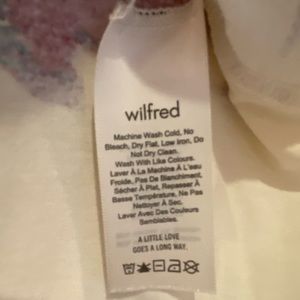 wilfred
Machine Wash Cold, No
Bleach, Dry Flat, Low Iron, Do
Not Dry Clean.
Wash With Like Colours.
Laver À La Machine À L'eau
Froide, Pas De Blanchiment,
Sécher À Plat, Repasser À
Basse Température, Ne Pas
Nettoyer À Sec.
Laver Avec Des Couleurs
Semblables.
A LITTLE LOVE
GOES A LONG WAY.